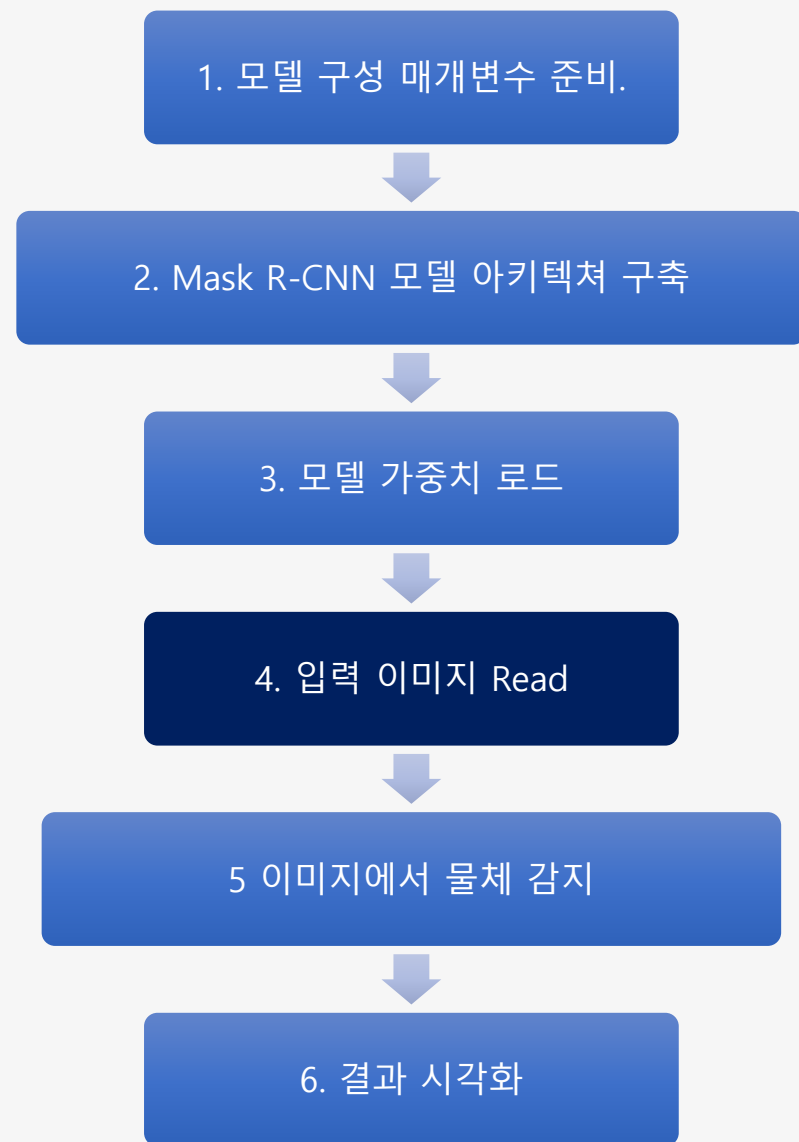 1. 모델 구성 매개변수 준비.
2. Mask R-CNN 모델 아키텍쳐 구축
3. 모델 가중치 로드
4. 입력 이미지 Read
5 이미지에서 물체 감지
6. 결과 시각화